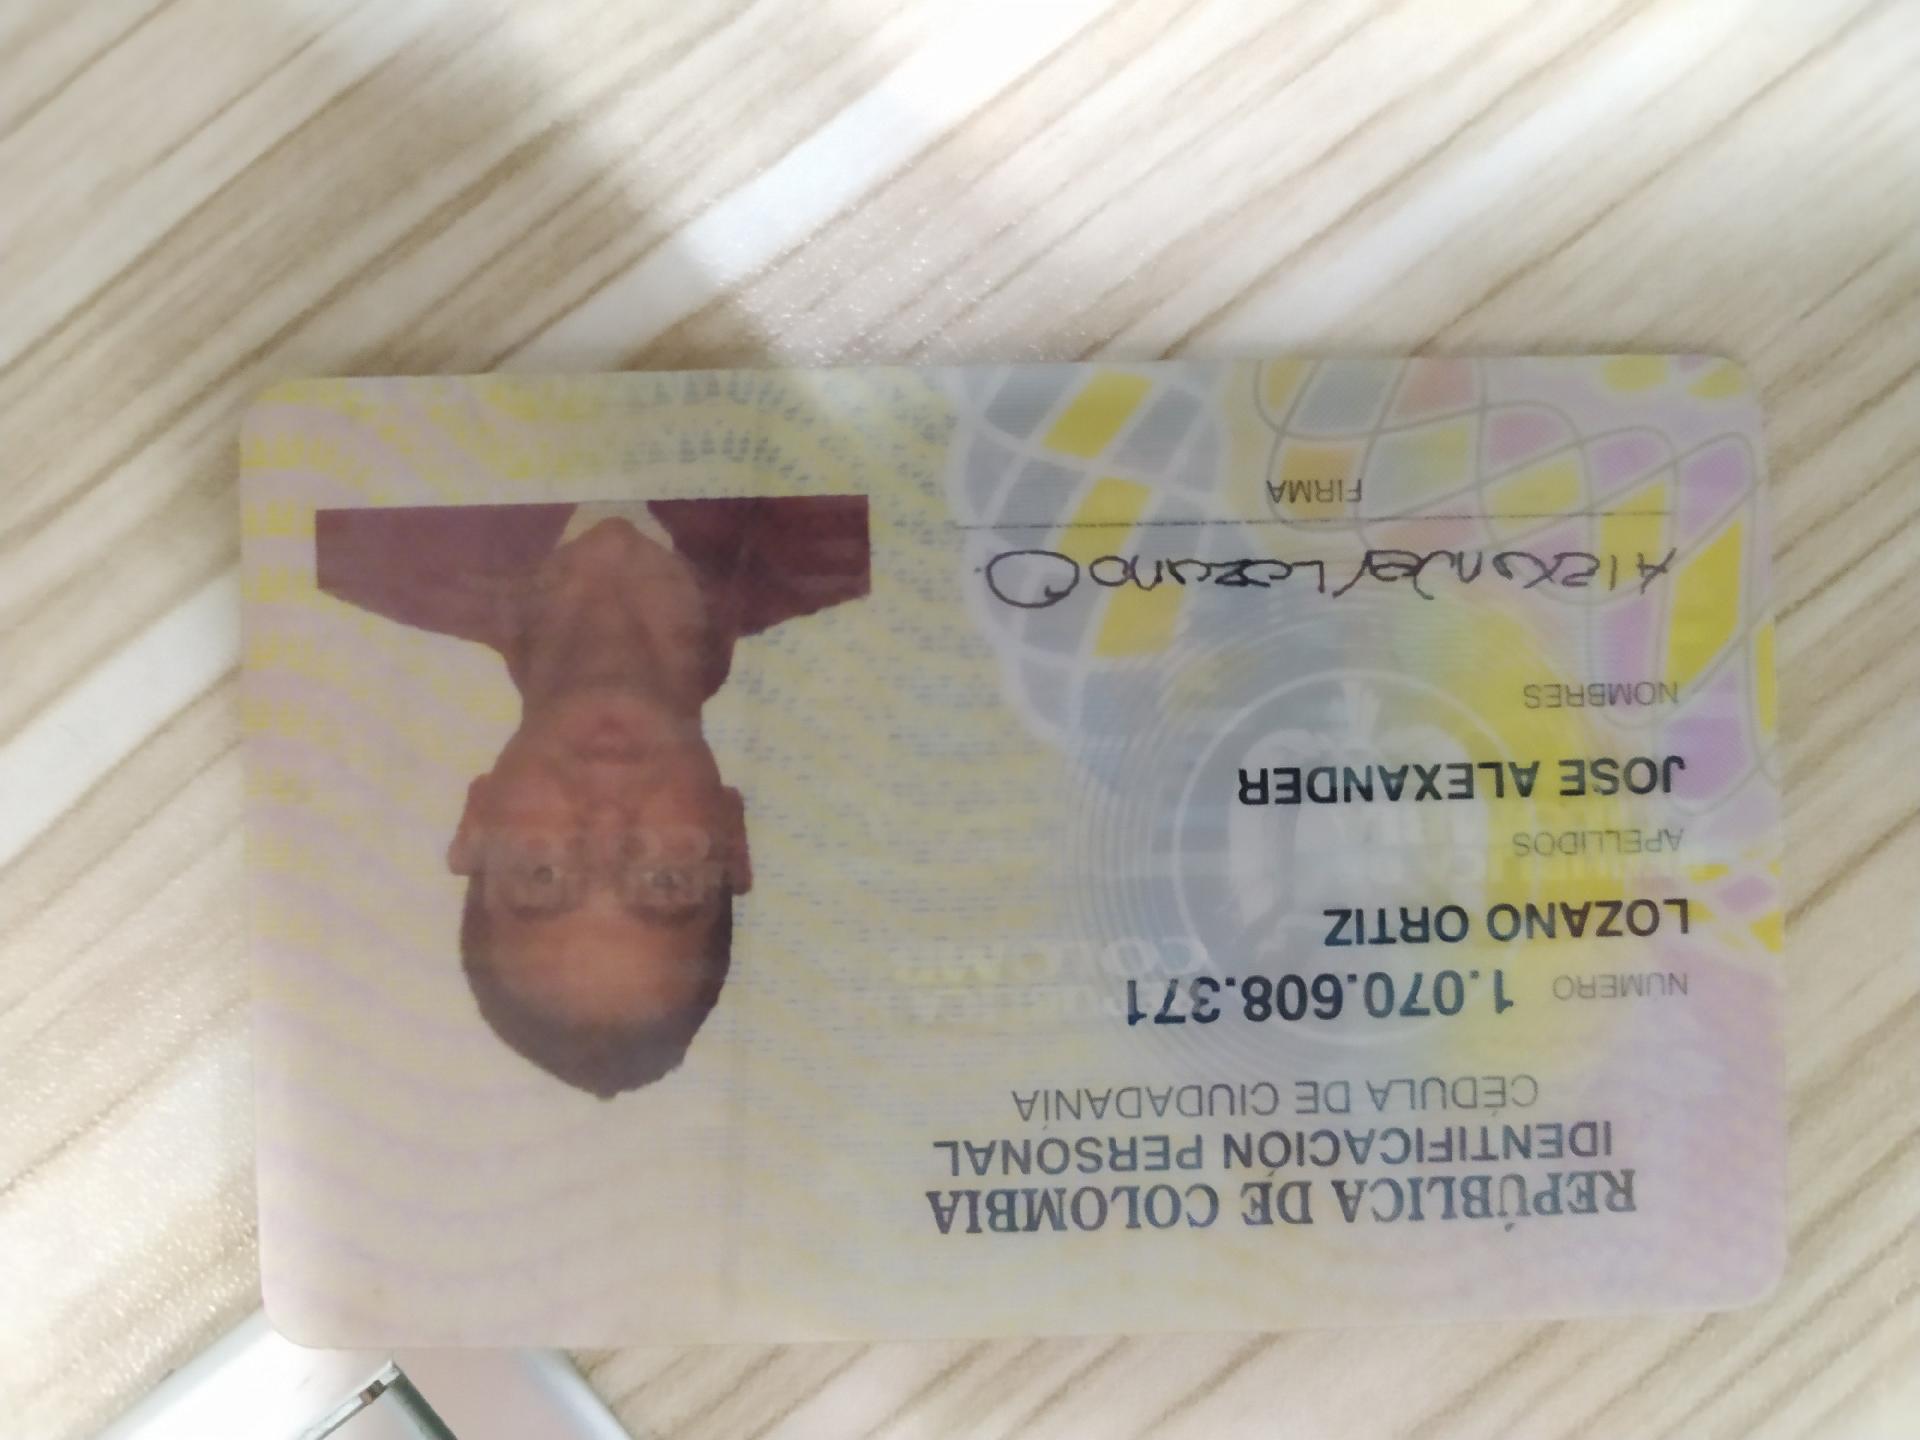 REPÚBLICA DE COLOMBIA
IDENTIFICACIÓN PERSONAL
CÉDULA DE CIUDADANÍA
NUMERO 1.070.608.371
LOZANO ORTIZ
APELLIDOS
JOSE ALEXANDER
NOMBRES
Alexander Lozano O
FIRMA